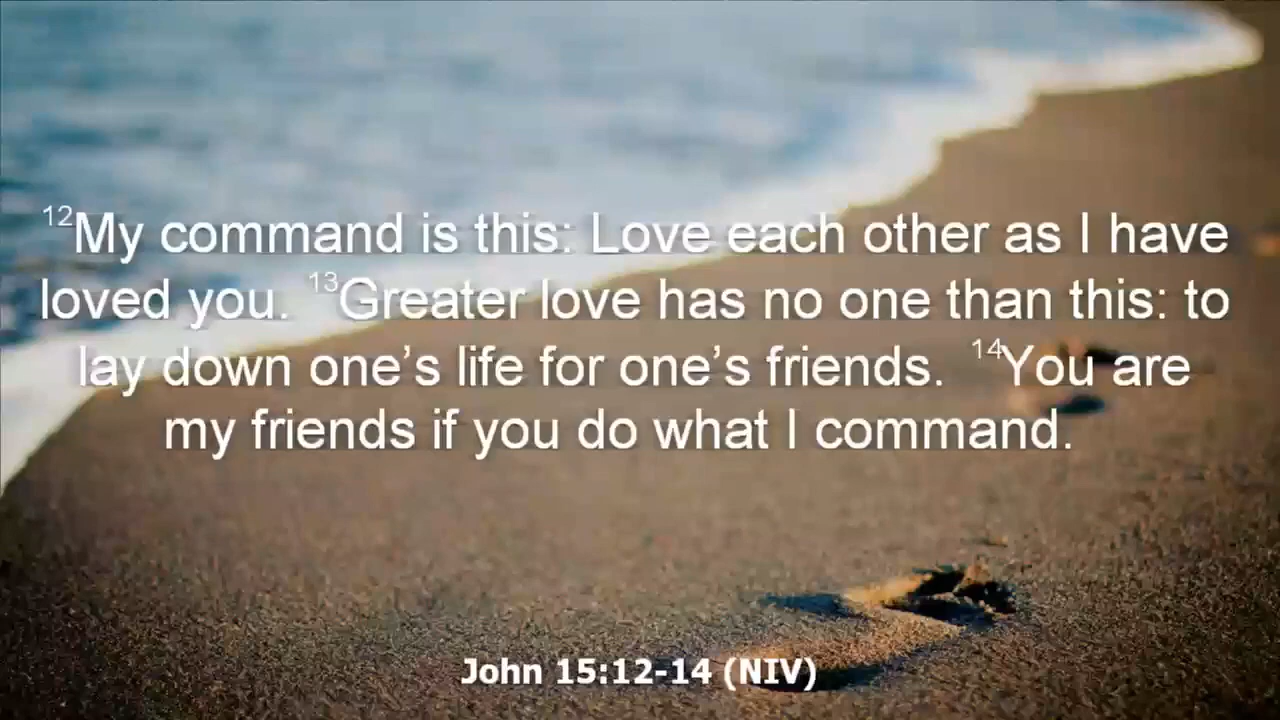 ¹²My command is this: Love each other as I have
loved you. ¹³Greater love has no one than this: to
lay down one’s life for one’s friends. ¹⁴You are
my friends if you do what I command.
John 15:12-14 (NIV)